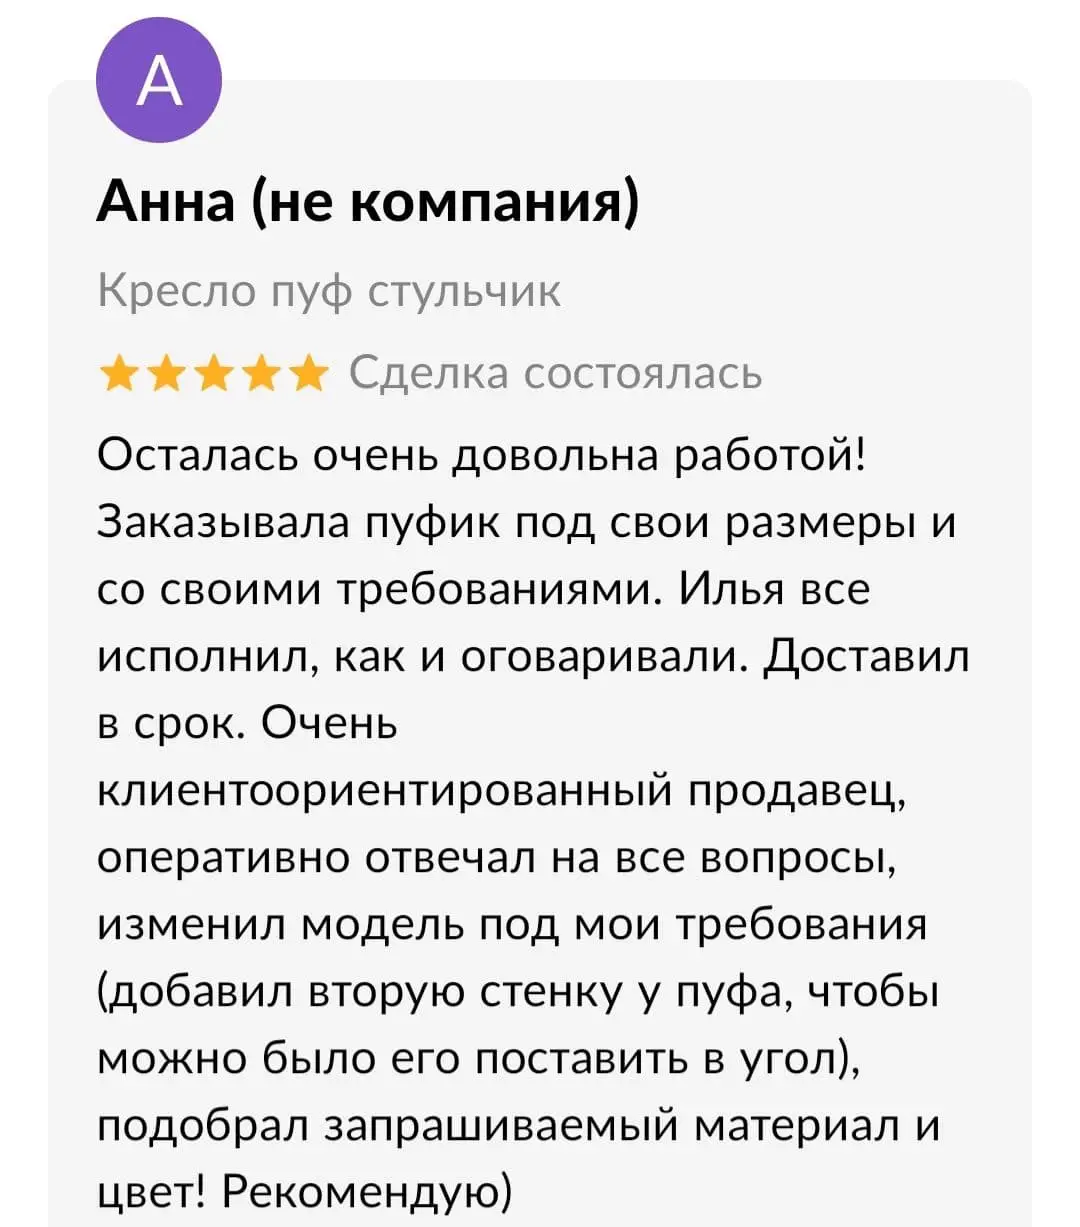 А
Анна (не компания)
Кресло пуф стульчик
Сделка состоялась
Осталась очень довольна работой!
Заказывала пуфик под свои размеры и
со своими требованиями. Илья все
исполнил, как и оговаривали. Доставил
в срок. Очень
клиентоориентированный продавец,
оперативно отвечал на все вопросы,
изменил модель под мои требования
(добавил вторую стенку у пуфа, чтобы
можно было его поставить в угол),
подобрал запрашиваемый материал и
цвет! Рекомендую)